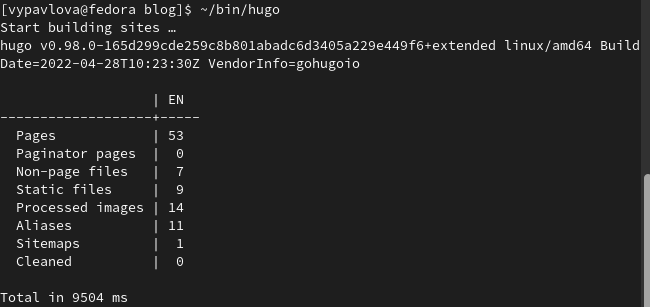 [vypavlova@fedora blog]$ ~/bin/hugo
Start building sites …
hugo v0.98.0-165d299cde259c8b801abadc6d3405a229e449f6+extended linux/amd64 Build
Date=2022-04-28T10:23:30Z VendorInfo=gohugoio

                   | EN
-------------------+-----
  Pages            | 53
  Paginator pages  |  0
  Non-page files   |  7
  Static files     |  9
  Processed images | 14
  Aliases          | 11
  Sitemaps         |  1
  Cleaned          |  0

Total in 9504 ms